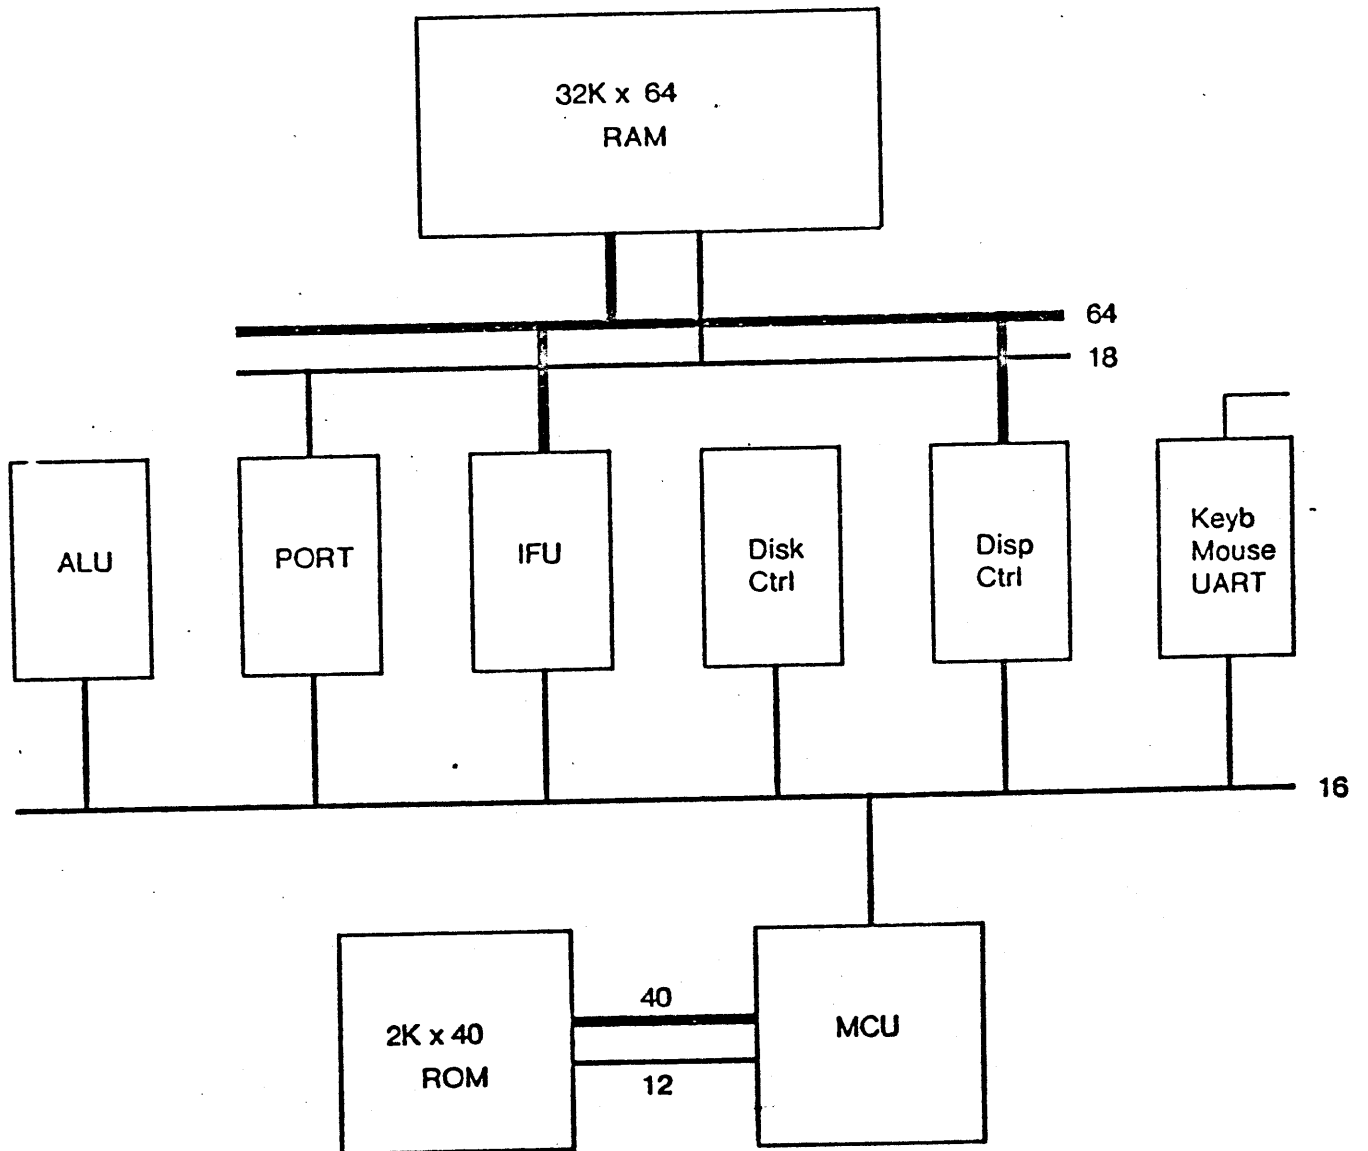 32K x 64
RAM
64
18
ALU
PORT
IFU
Disk
Ctrl
Disp
Ctrl
Keyb
Mouse
UART
16
2K x 40
ROM
40
12
MCU